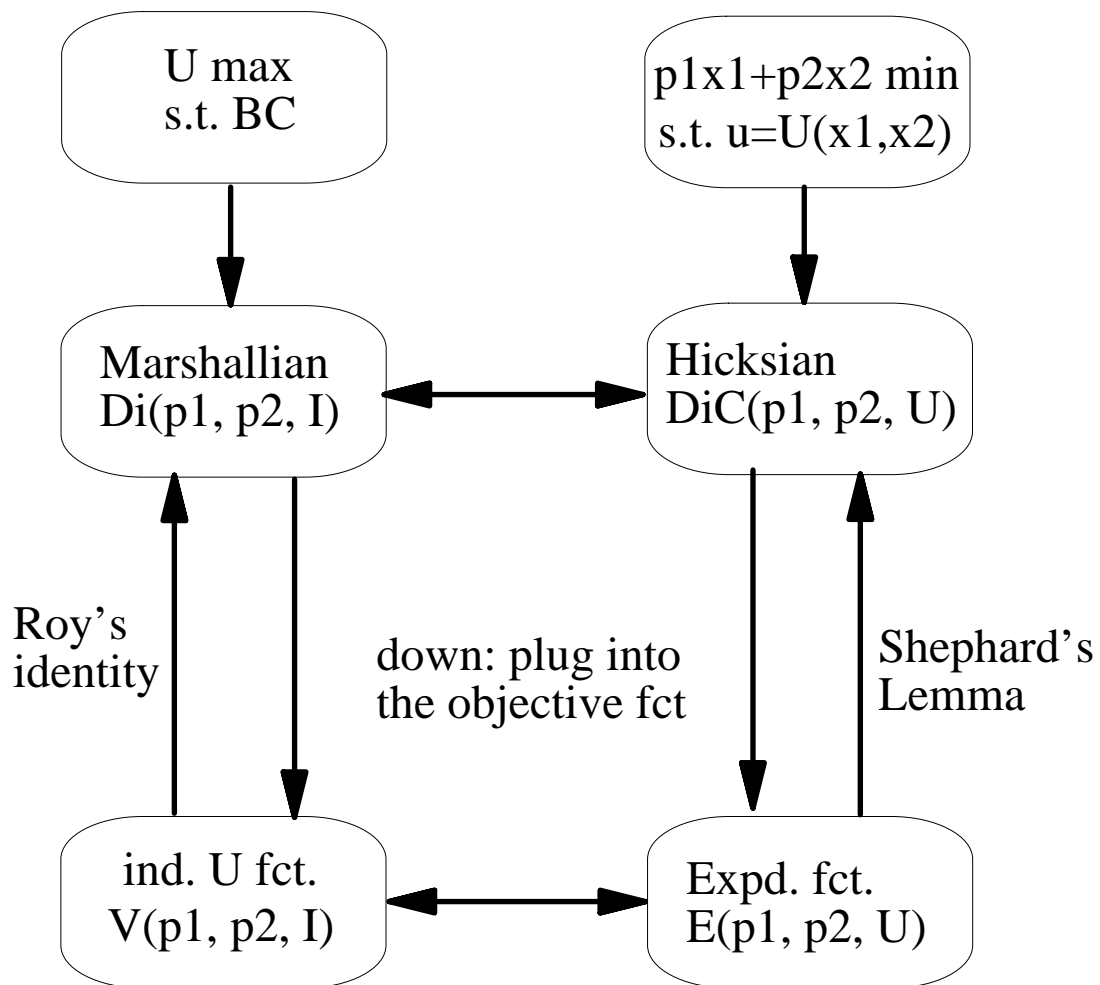 U max
s.t. BC
p1x1+p2x2 min
s.t. u=U(x1,x2)
Marshallian
Di(p1, p2, I)
Hicksian
DiC(p1, p2, U)
Roy’s
identity
down: plug into
the objective fct
Shephard’s
Lemma
ind. U fct.
V(p1, p2, I)
Expd. fct.
E(p1, p2, U)